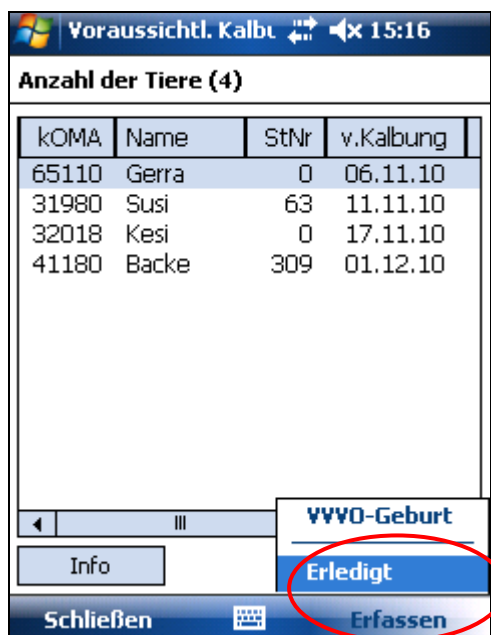 Voraussichtl. Kalbu 15:16
Anzahl der Tiere (4)
kOMA Name StNr v.Kalbung
65110 Gerra 0 06.11.10
31980 Susi 63 11.11.10
32018 Kesi 0 17.11.10
41180 Backe 309 01.12.10
VVVO-Geburt
Info Erledigt
Schließen Erfassen